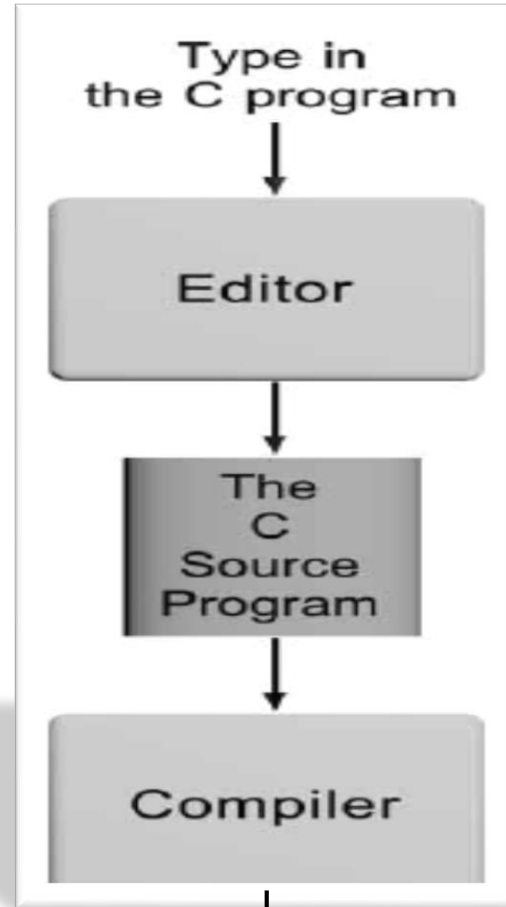 Type in
the C program
Editor
The
C
Source
Program
Compiler